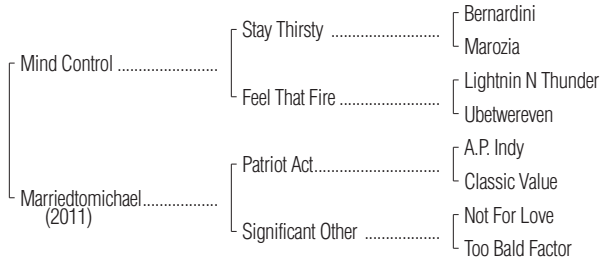 Bernardini
Stay Thirsty ....................
Marozia
Mind Control ....................
Lightnin N Thunder
Feel That Fire ....................
Ubetwereven
A.P. Indy
Patriot Act.........................
Classic Value
Marriedtomichael...............
(2011)
Not For Love
Significant Other ...............
Too Bald Factor